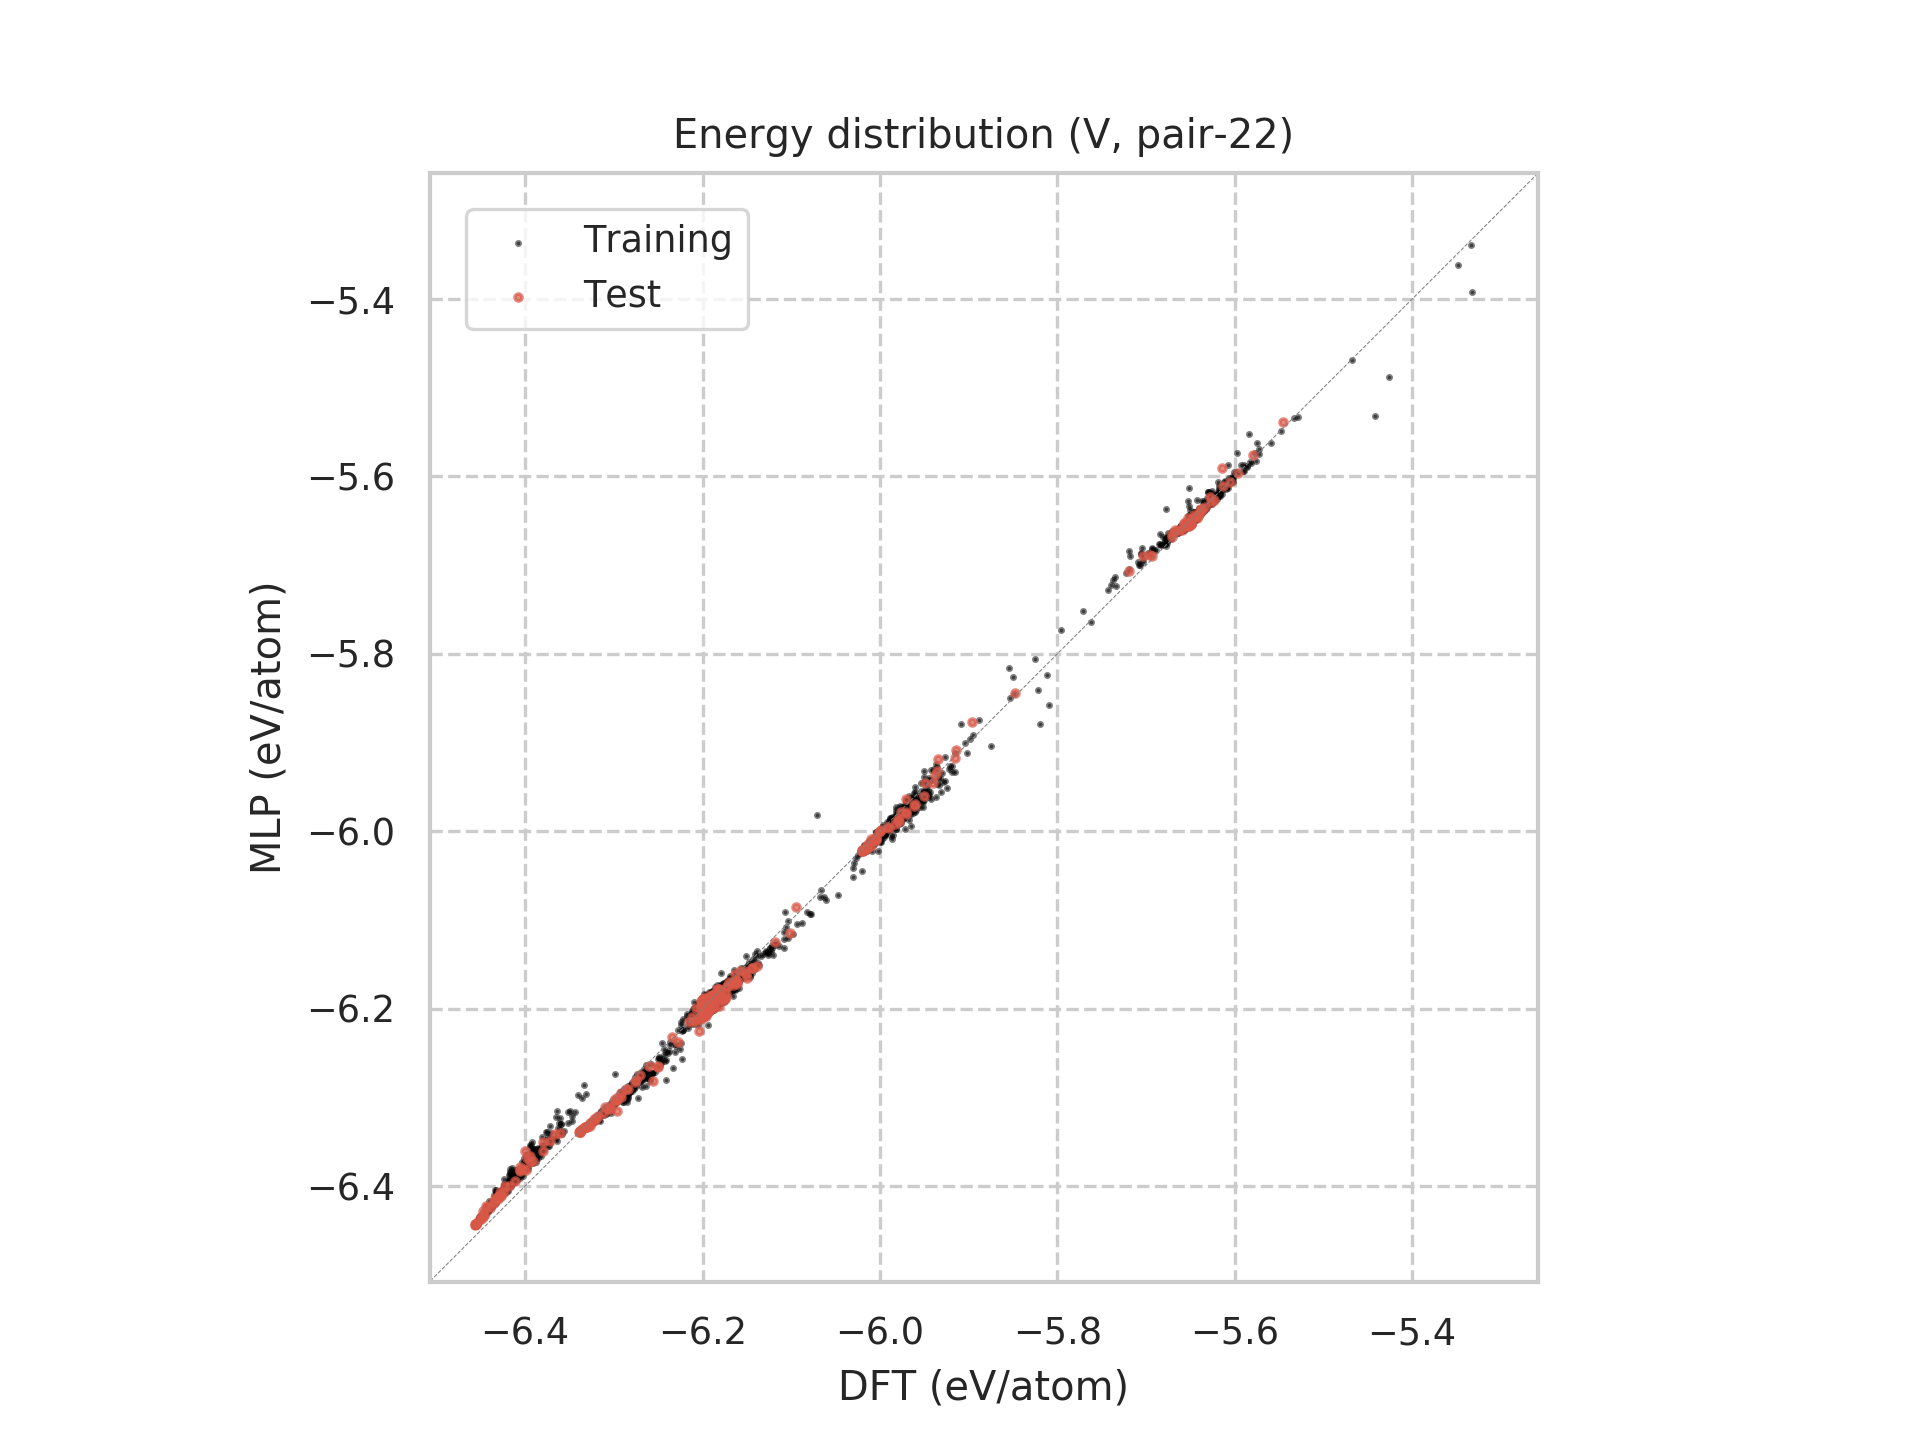 Energy distribution (V, pair-22)
Training
Test
−5.4
−5.6
−5.8
−6.0
−6.2
−6.4
MLP (eV/atom)
−6.4 −6.2 −6.0 −5.8 −5.6 −5.4
DFT (eV/atom)